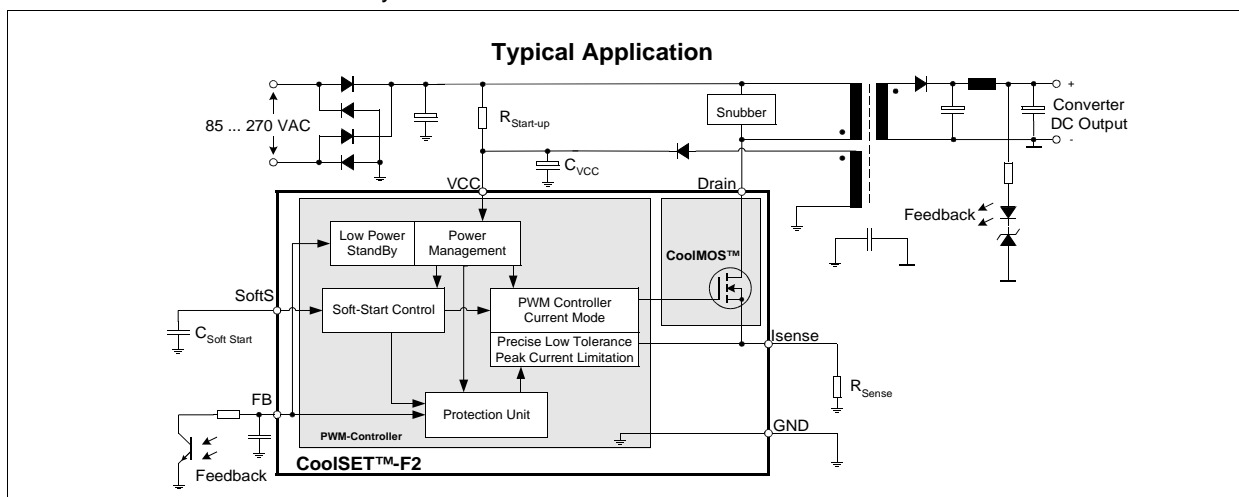 Typical Application
+
Converter
DC Output
-
85 ... 270 VAC
Snubber
RStart-up
CVCC
VCC
Drain
Feedback
Low Power
StandBy
Power
Management
CoolMOS™
SoftS
Soft-Start Control
PWM Controller
Current Mode
CSoft Start
Precise Low Tolerance
Peak Current Limitation
Isense
RSense
FB
Protection Unit
GND
PWM-Controller
Feedback
CoolSET™-F2